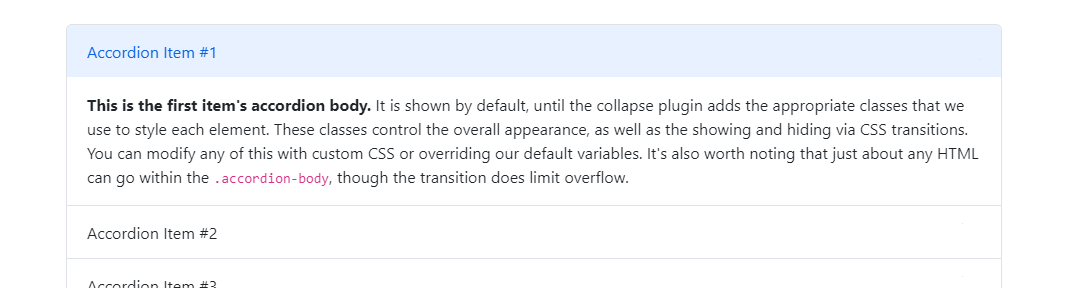 Accordion Item #1
This is the first item's accordion body. It is shown by default, until the collapse plugin adds the appropriate classes that we
use to style each element. These classes control the overall appearance, as well as the showing and hiding via CSS transitions.
You can modify any of this with custom CSS or overriding our default variables. It's also worth noting that just about any HTML
can go within the .accordion-body, though the transition does limit overflow.
Accordion Item #2
Accordion Item #3